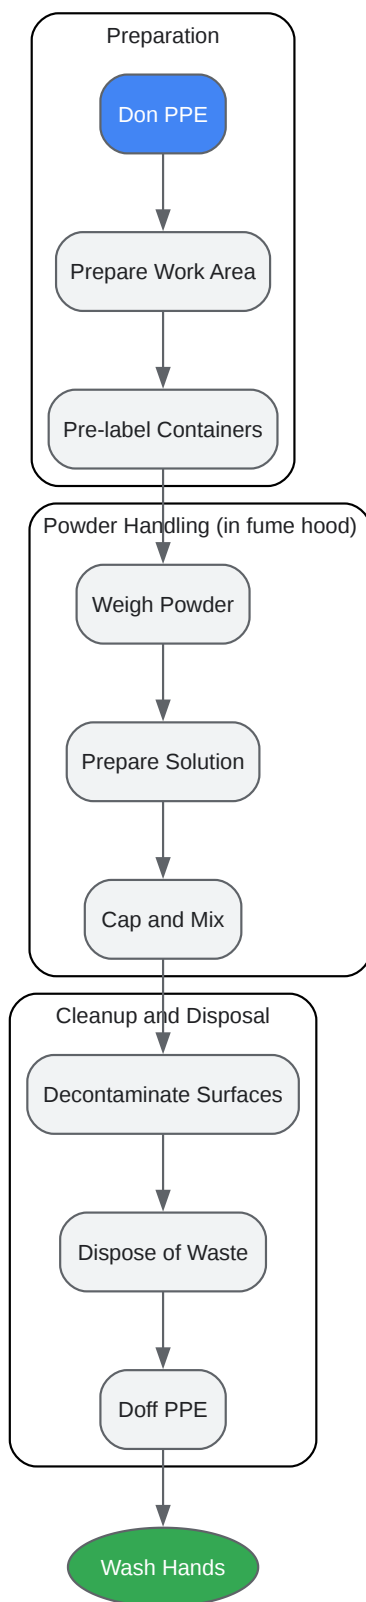 Preparation
Don PPE
Prepare Work Area
Pre-label Containers
Powder Handling (in fume hood)
Weigh Powder
Prepare Solution
Cap and Mix
Cleanup and Disposal
Decontaminate Surfaces
Dispose of Waste
Doff PPE
Wash Hands